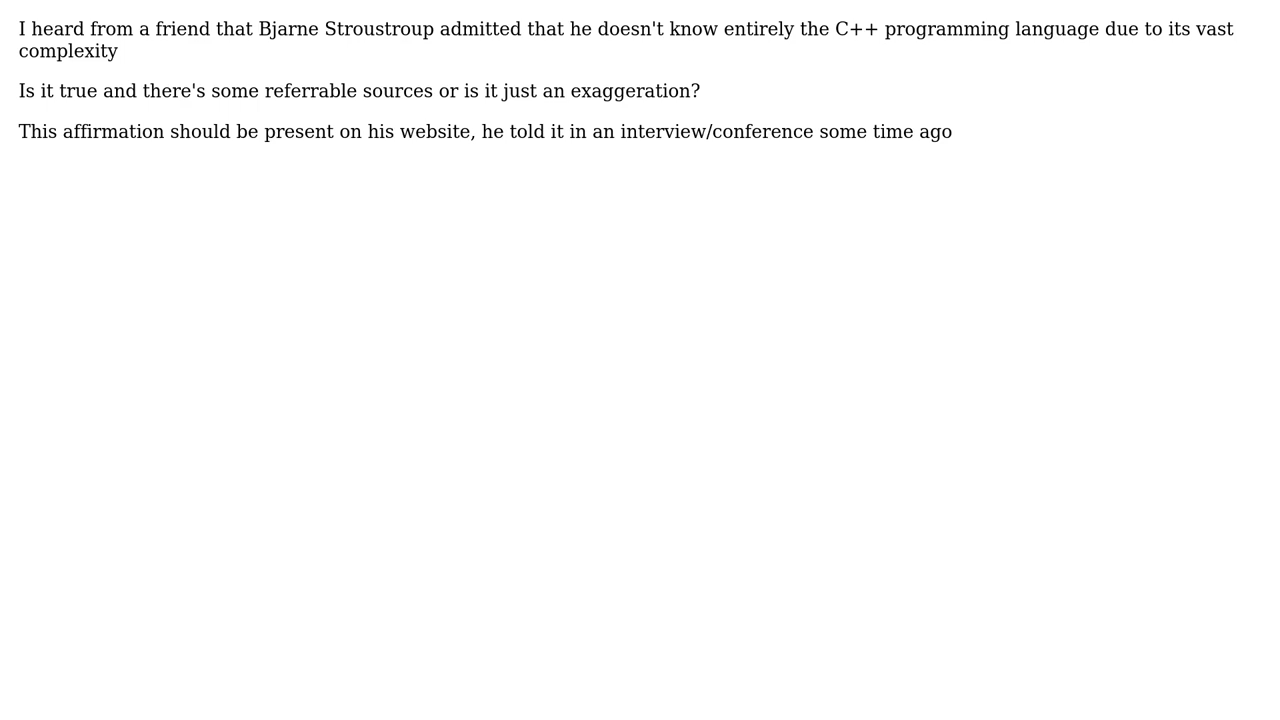 I heard from a friend that Bjarne Stroustroup admitted that he doesn't know entirely the C++ programming language due to its vast
complexity
Is it true and there's some referrable sources or is it just an exaggeration?
This affirmation should be present on his website, he told it in an interview/conference some time ago